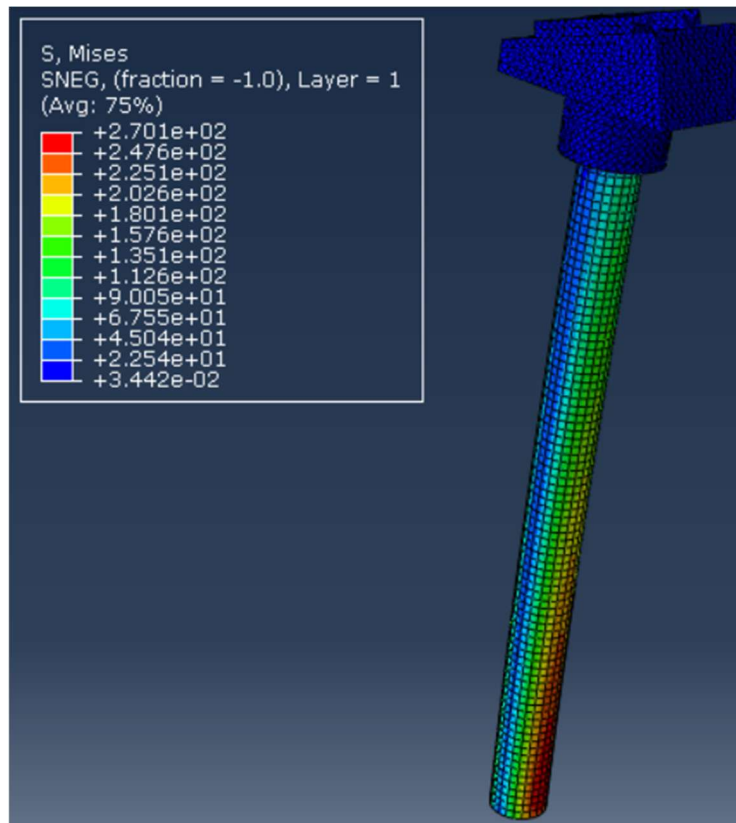 S, Mises
SNEG, (fraction = -1.0), Layer = 1
(Avg: 75%)
+2.701e+02
+2.476e+02
+2.251e+02
+2.026e+02
+1.801e+02
+1.576e+02
+1.351e+02
+1.126e+02
+9.005e+01
+6.755e+01
+4.504e+01
+2.254e+01
+3.442e-02